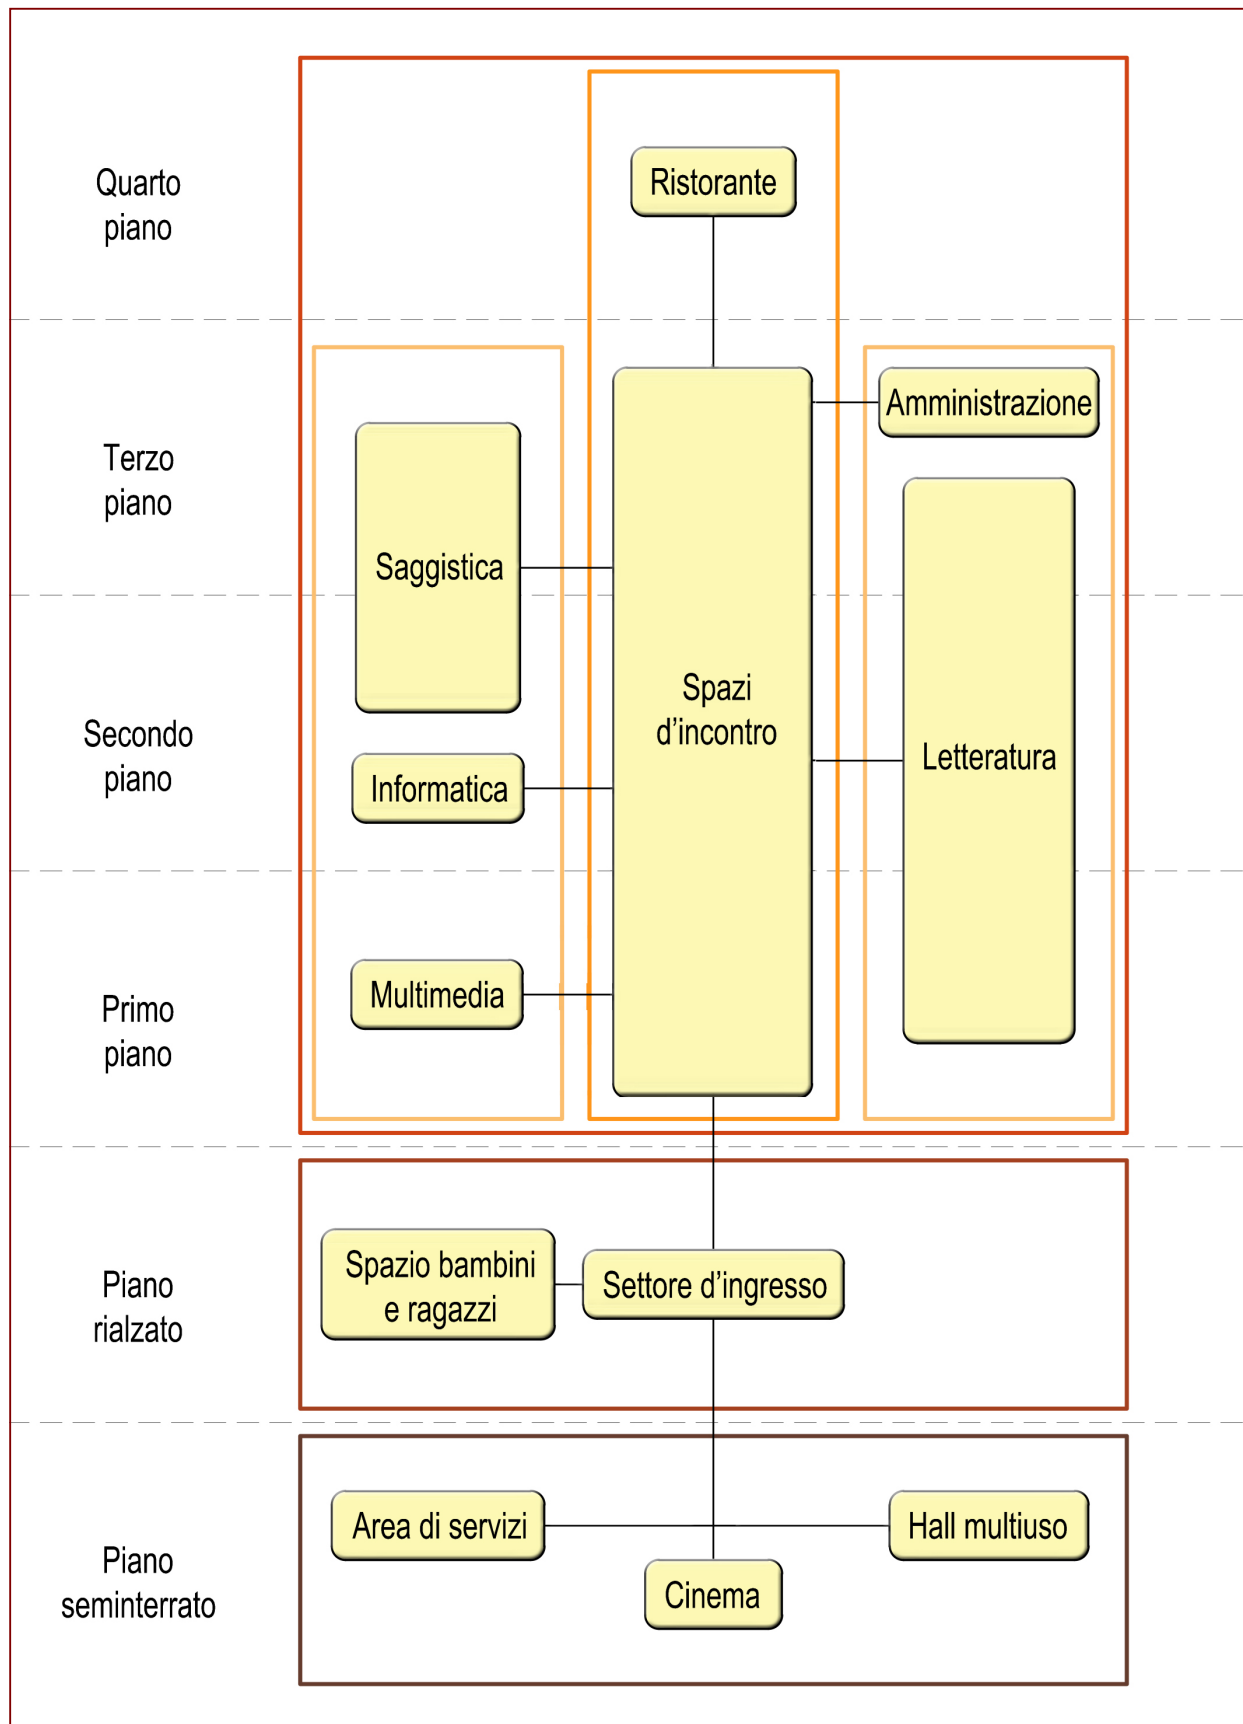 Quarto
piano
Ristorante
Terzo
piano
Amministrazione
Saggistica
Secondo
piano
Spazi
d’incontro
Letteratura
Informatica
Primo
piano
Multimedia
Piano
rialzato
Spazio bambini
e ragazzi
Settore d’ingresso
Piano
seminterrato
Area di servizi
Hall multiuso
Cinema